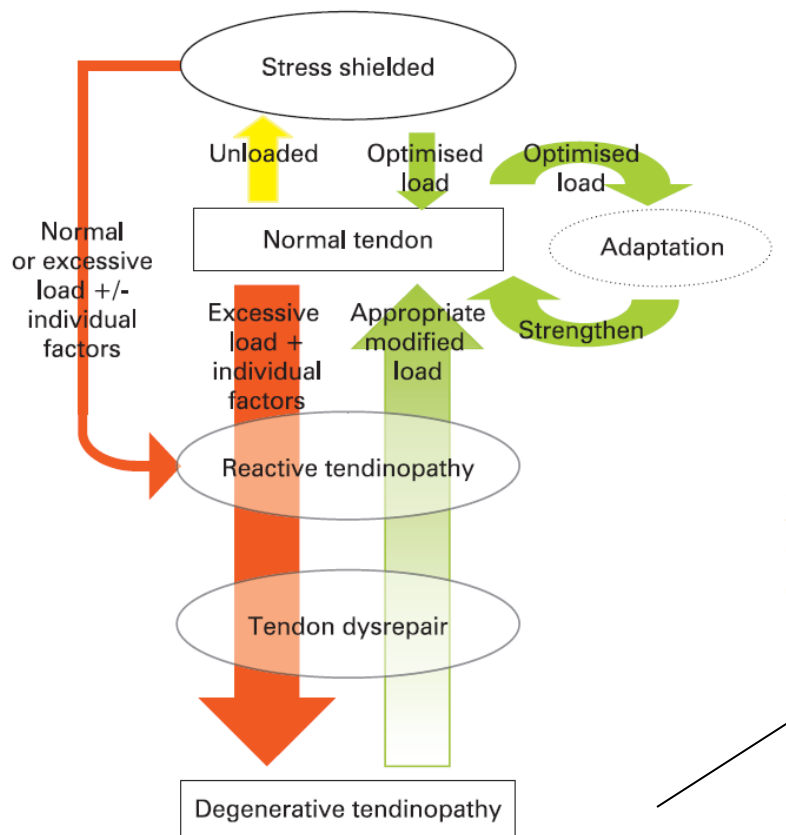 Stress shielded
Unloaded
Optimised
load
Optimised
load
Normal
or excessive
load +/-
individual
factors
Normal tendon
Adaptation
Excessive
load +
individual
factors
Appropriate
modified
load
Strengthen
Reactive tendinopathy
Tendon dysrepair
Degenerative tendinopathy